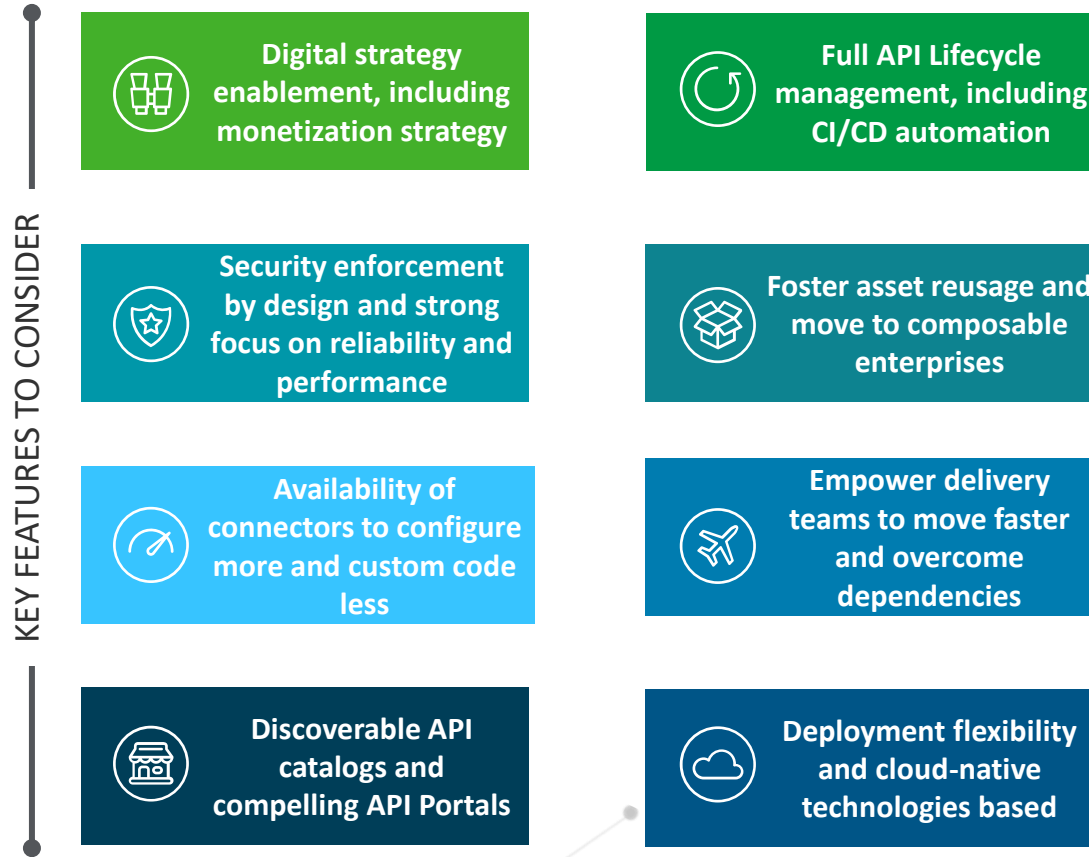 KEY FEATURES TO CONSIDER
Digital strategy
enablement, including
monetization strategy
Full API Lifecycle
management, including
CI/CD automation
Security enforcement
by design and strong
focus on reliability and
performance
Foster asset reusage and
move to composable
enterprises
Availability of
connectors to configure
more and custom code
less
Empower delivery
teams to move faster
and overcome
dependencies
Discoverable API
catalogs and
compelling API Portals
Deployment flexibility
and cloud-native
technologies based